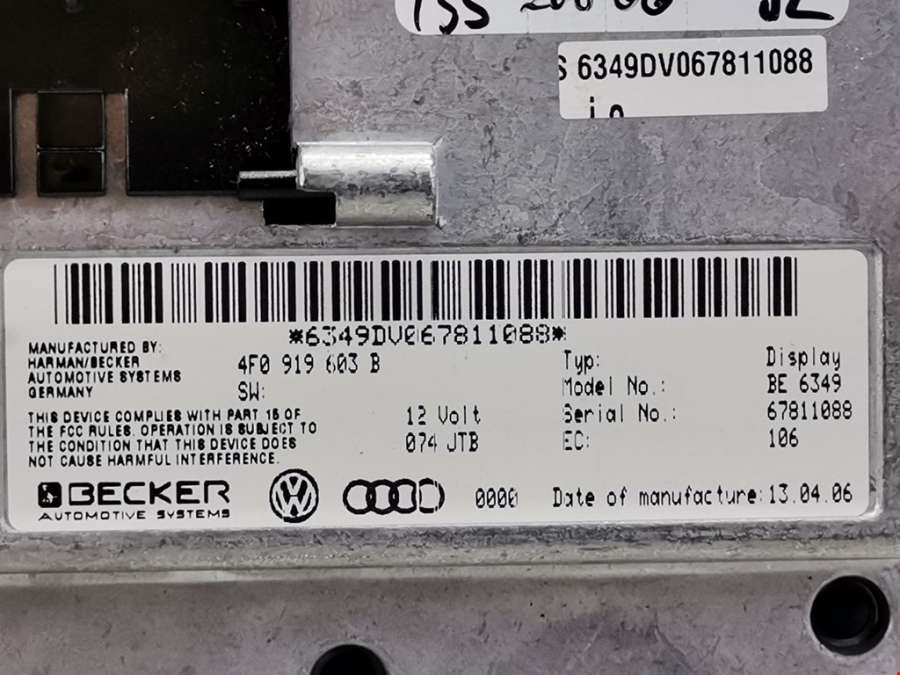 S 6349DV067811088
*6349DV067811088*
MANUFACTURED BY:
HARMAN/BECKER
AUTOMOTIVE SYSTEMS
GERMANY
4F0 919 603 B
SW:
THIS DEVICE COMPLIES WITH PART 15 OF
THE FCC RULES. OPERATION IS SUBJECT TO
THE CONDITION THAT THIS DEVICE DOES
NOT CAUSE HARMFUL INTERFERENCE.
12 Volt
074 JTB
Typ: Display
Model No.: BE 6349
Serial No.: 67811088
EC: 106
BECKER
AUTOMOTIVE SYSTEMS
0000
Date of manufacture: 13.04.06